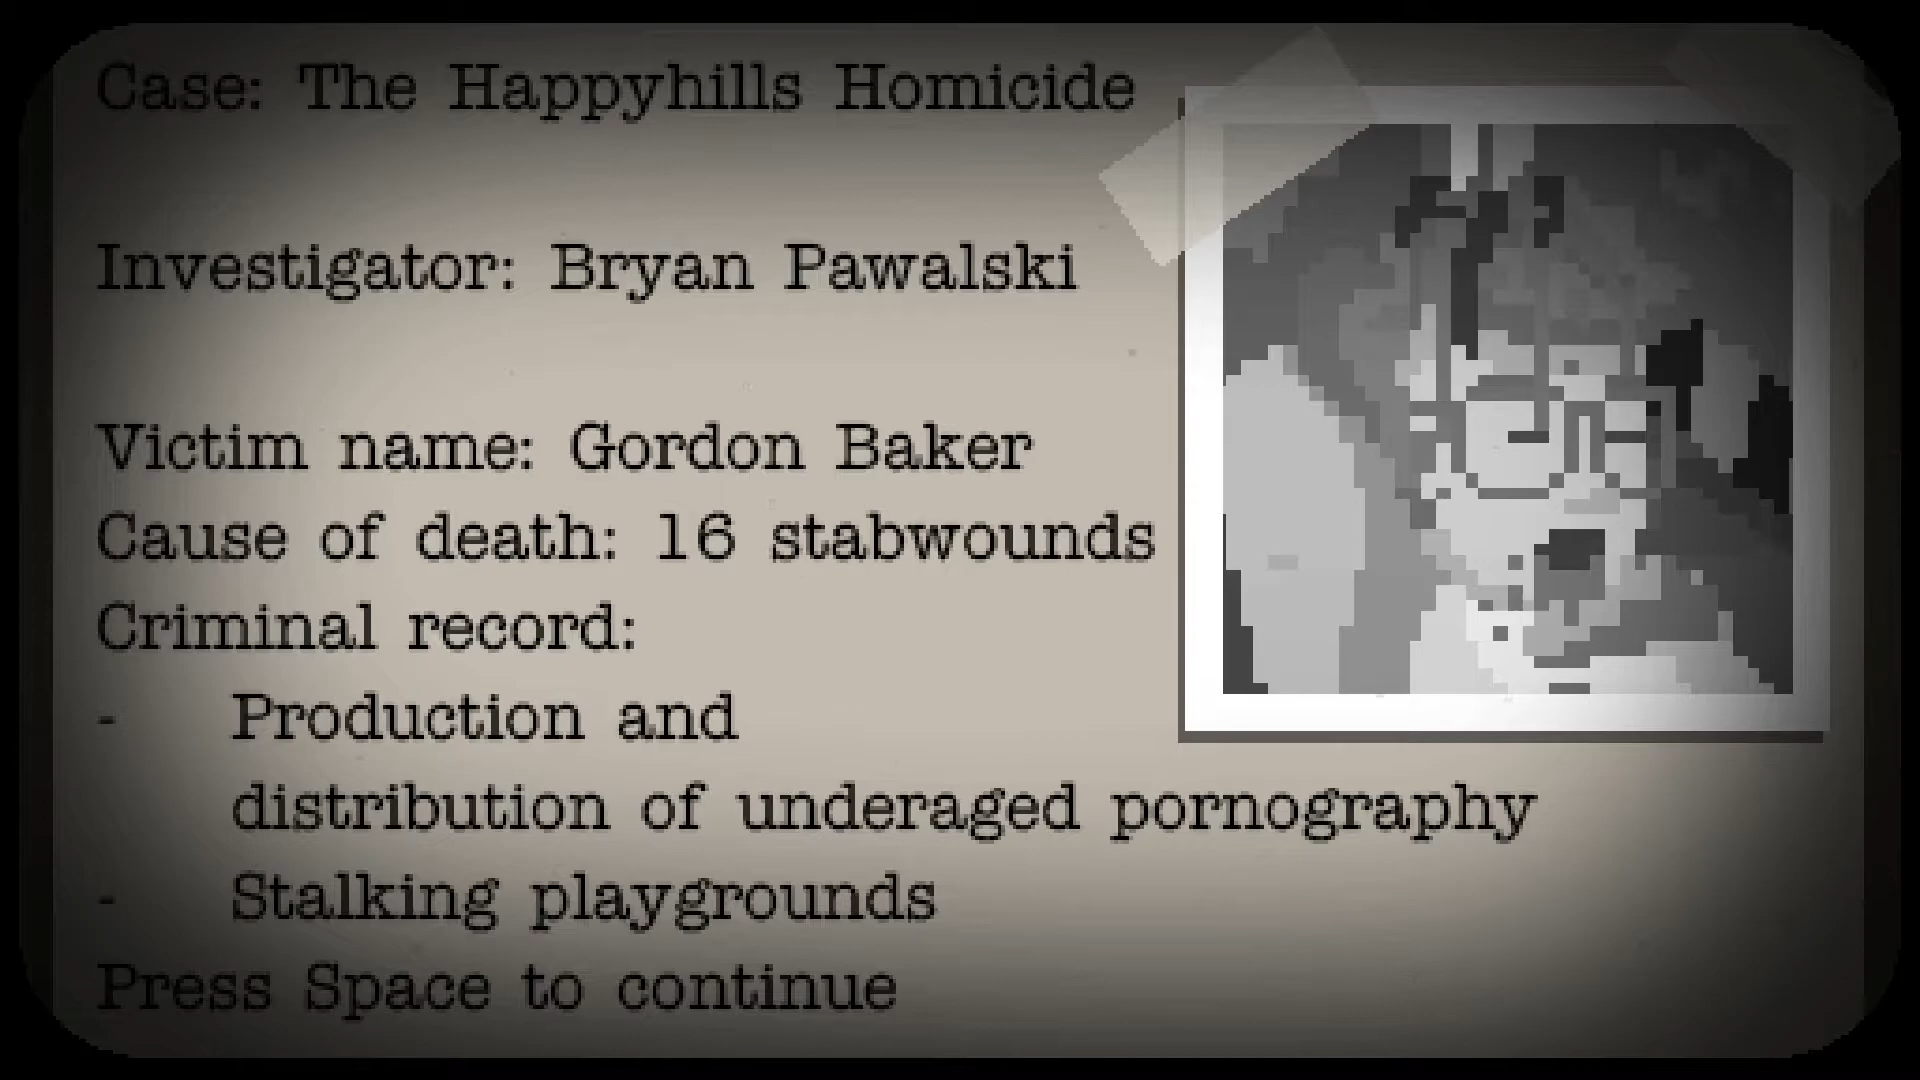 Case: The Happyhills Homicide
Investigator: Bryan Pawalski
Victim name: Gordon Baker
Cause of death: 16 stabwounds
Criminal record:
- Production and
distribution of underaged pornography
- Stalking playgrounds
Press Space to continue